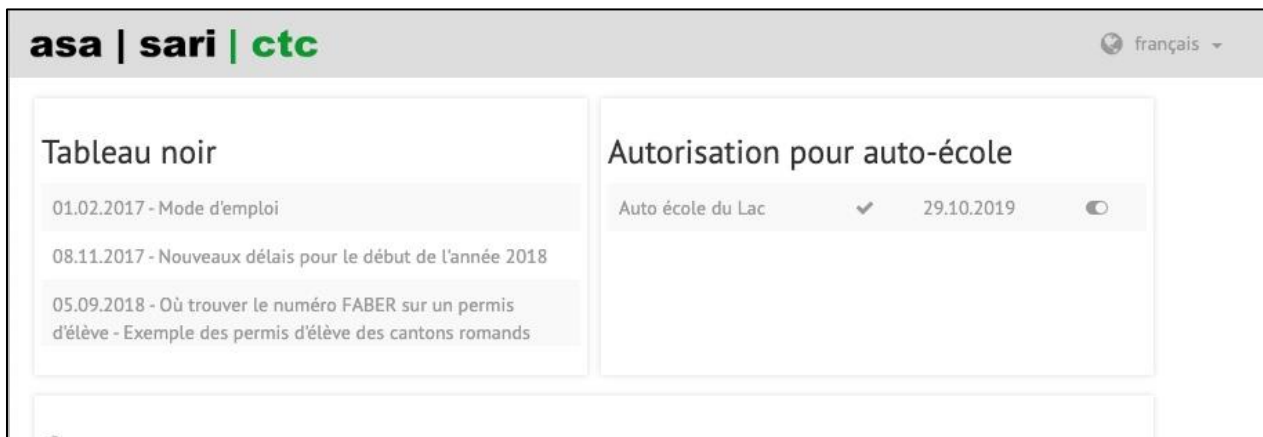 asa | sari | ctc
français
Tableau noir
01.02.2017 - Mode d'emploi
08.11.2017 - Nouveaux délais pour le début de l'année 2018
05.09.2018 - Où trouver le numéro FABER sur un permis
d'élève - Exemple des permis d'élève des cantons romands
Autorisation pour auto-école
Auto école du Lac 29.10.2019